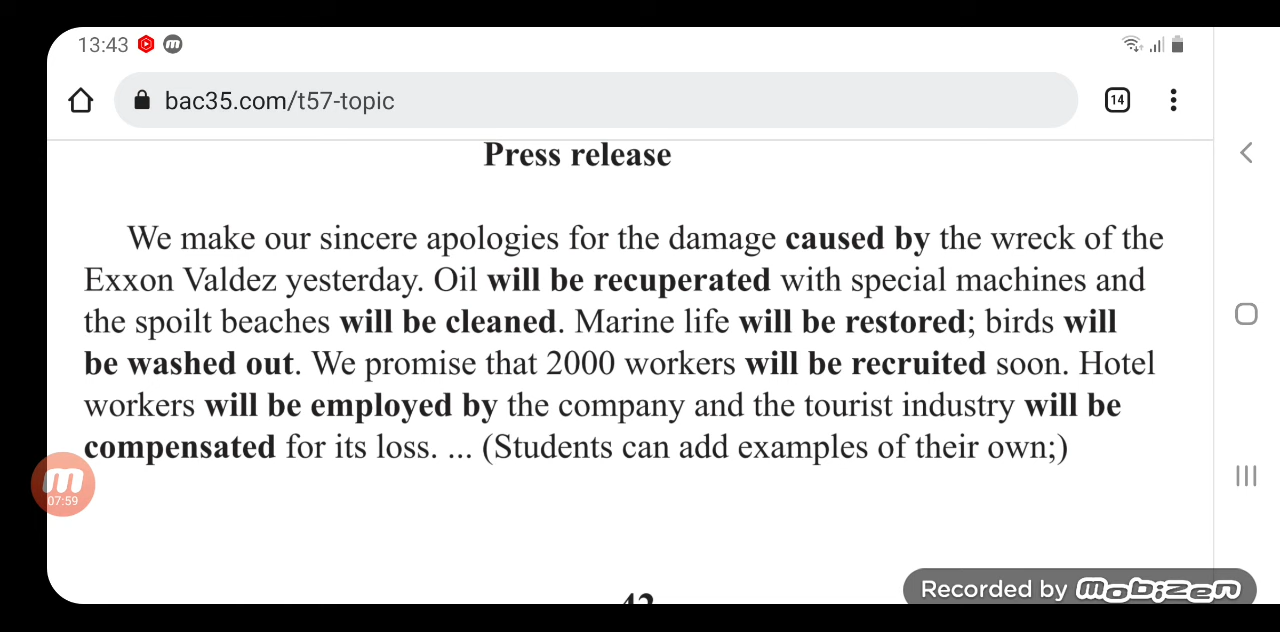 13:43
bac35.com/t57-topic
14
Press release
We make our sincere apologies for the damage caused by the wreck of the
Exxon Valdez yesterday. Oil will be recuperated with special machines and
the spoilt beaches will be cleaned. Marine life will be restored; birds will
be washed out. We promise that 2000 workers will be recruited soon. Hotel
workers will be employed by the company and the tourist industry will be
compensated for its loss. ... (Students can add examples of their own;)
m
07:59
Recorded by mobizen
42